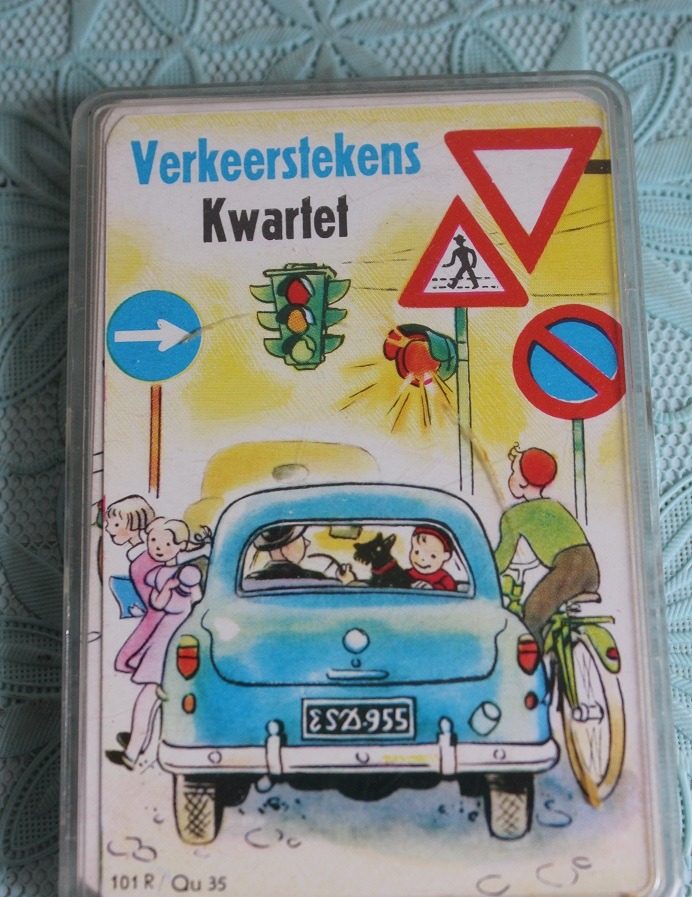 Verkeerstekens
Kwartet
101 R / Qu 35